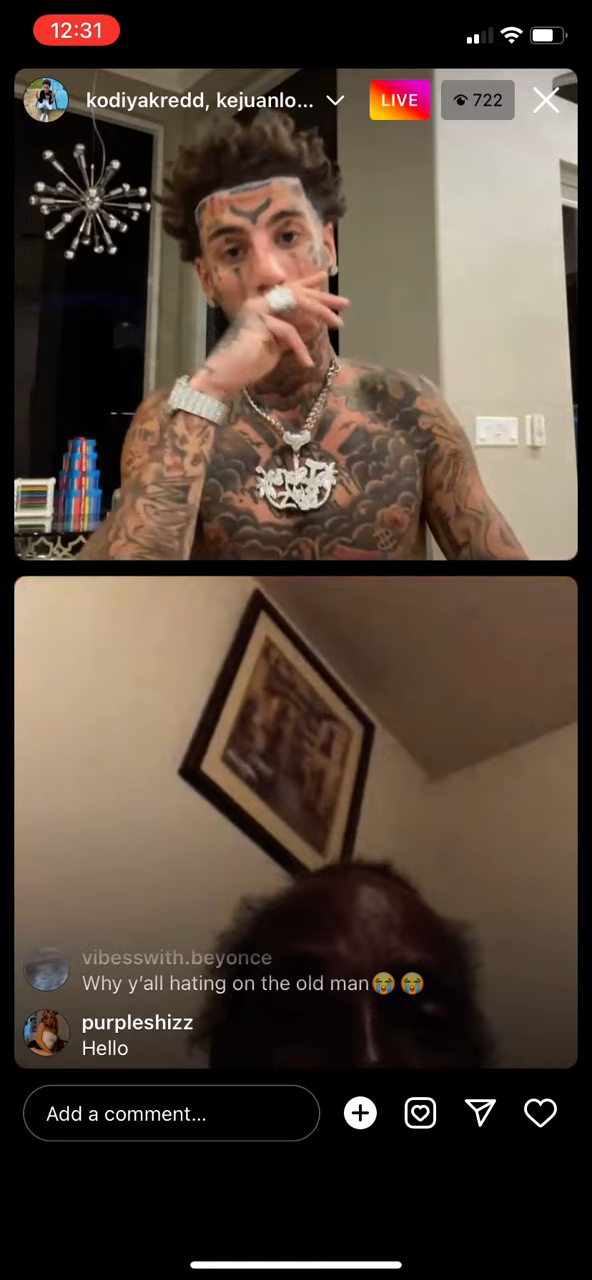 12:31
kodiyakredd, kejuanlo...
LIVE
722
vibesswith.beyonce
Why y'all hating on the old man😭 😭
purpleshizz
Hello
Add a comment...